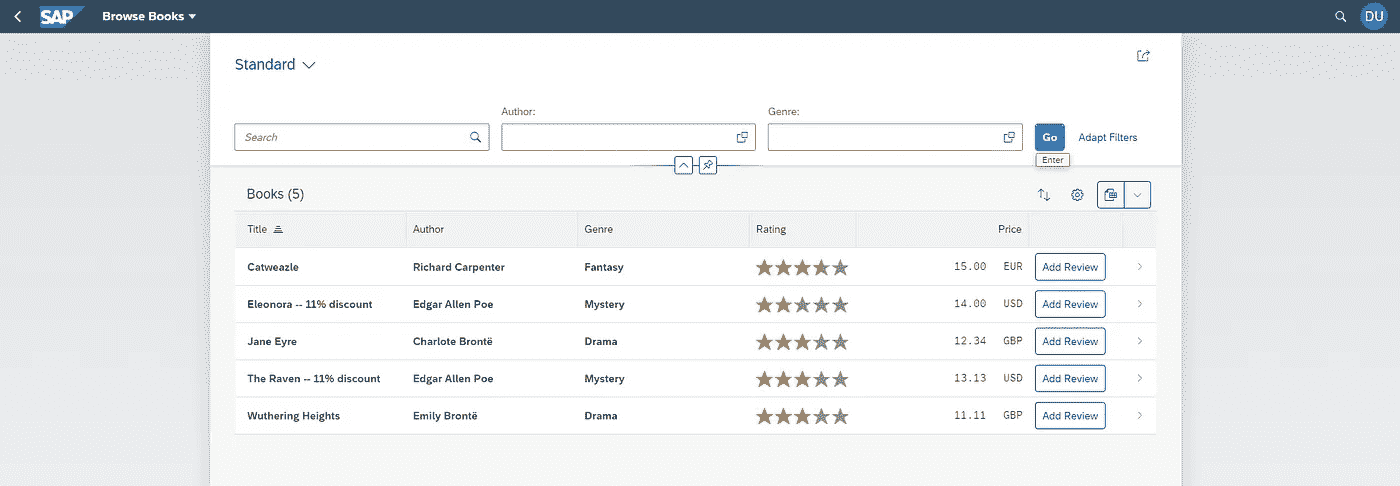 SAP Browse Books DU
Standard
Author: Genre:
Search Go Adapt Filters
Enter
Books (5)
Title Author Genre Rating Price
Catweazle Richard Carpenter Fantasy 15.00 EUR Add Review
Eleonora -- 11% discount Edgar Allen Poe Mystery 14.00 USD Add Review
Jane Eyre Charlote Brontë Drama 12.34 GBP Add Review
The Raven -- 11% discount Edgar Allen Poe Mystery 13.13 USD Add Review
Wuthering Heights Emily Brontë Drama 11.11 GBP Add Review